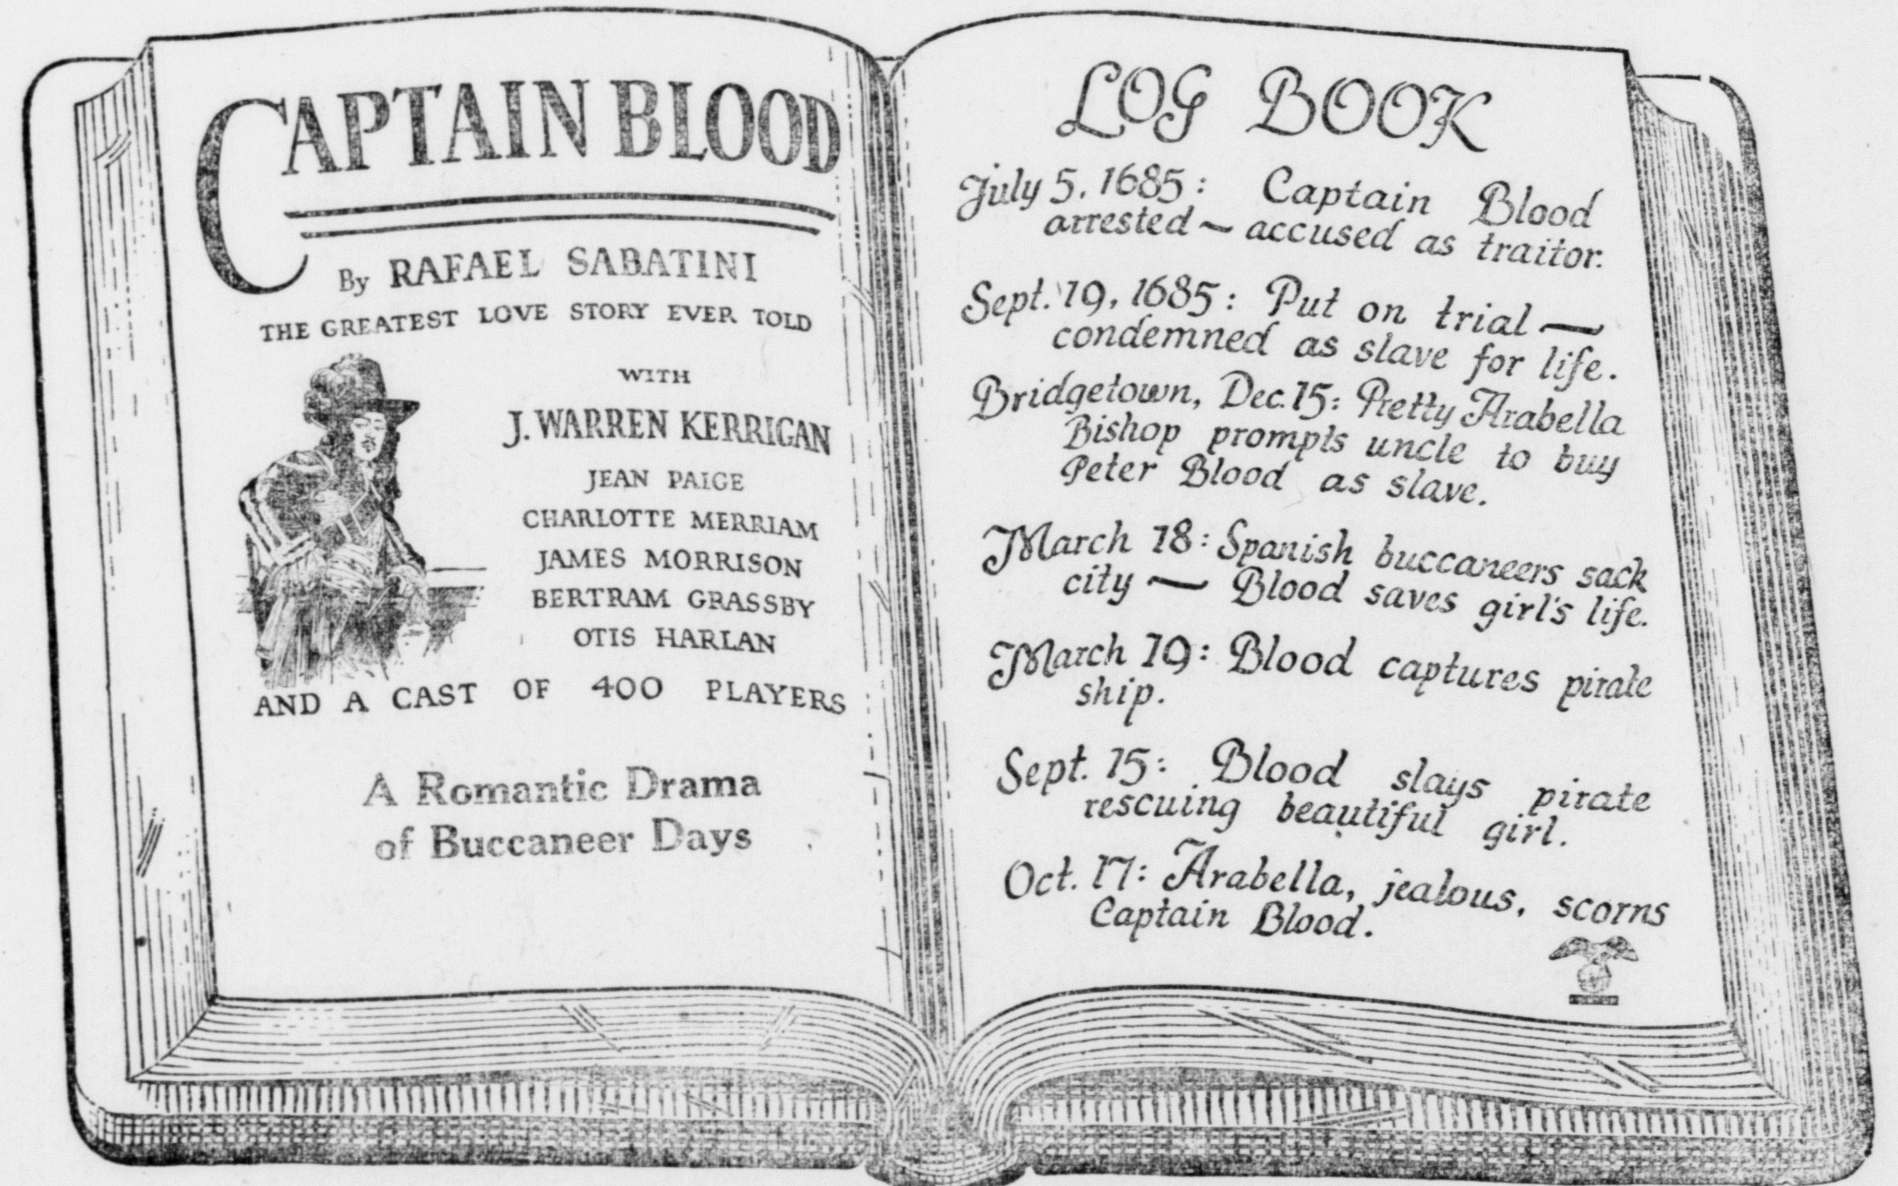 CAPTAIN BLOOD
By RAFAEL SABATINI
THE GREATEST LOVE STORY EVER TOLD
WITH
J. WARREN KERRIGAN
JEAN PAIGE
CHARLOTTE MERRIAM
JAMES MORRISON
BERTRAM GRASSBY
OTIS HARLAN
AND A CAST OF 400 PLAYERS
A Romantic Drama
of Buccaneer Days
LOG BOOK
July 5, 1685: Captain Blood
arrested — accused as traitor.
Sept. 19, 1685: Put on trial —
condemned as slave for life.
Bridgetown, Dec. 15: Pretty Arabella
Bishop prompts uncle to buy
Peter Blood as slave.
March 18: Spanish buccaneers sack
city — Blood saves girl's life.
March 19: Blood captures pirate
ship.
Sept. 15: Blood slays pirate
rescuing beautiful girl.
Oct. 17: Arabella, jealous, scorns
Captain Blood.